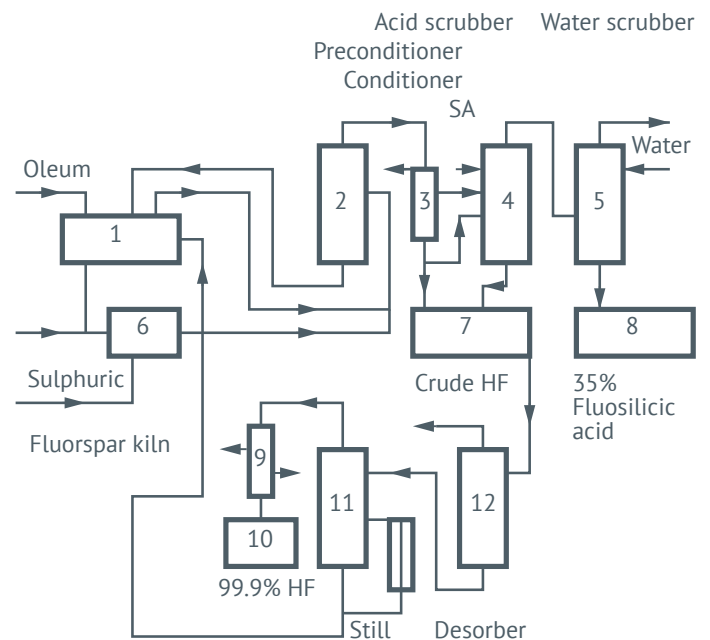 Acid scrubber
Water scrubber
Preconditioner
Conditioner
SA
Water
Oleum
1
2
3
4
5
6
7
8
Sulphuric
Crude HF
35%
Fluosilicic
acid
Fluorspar kiln
9
11
12
10
99.9% HF
Still
Desorber